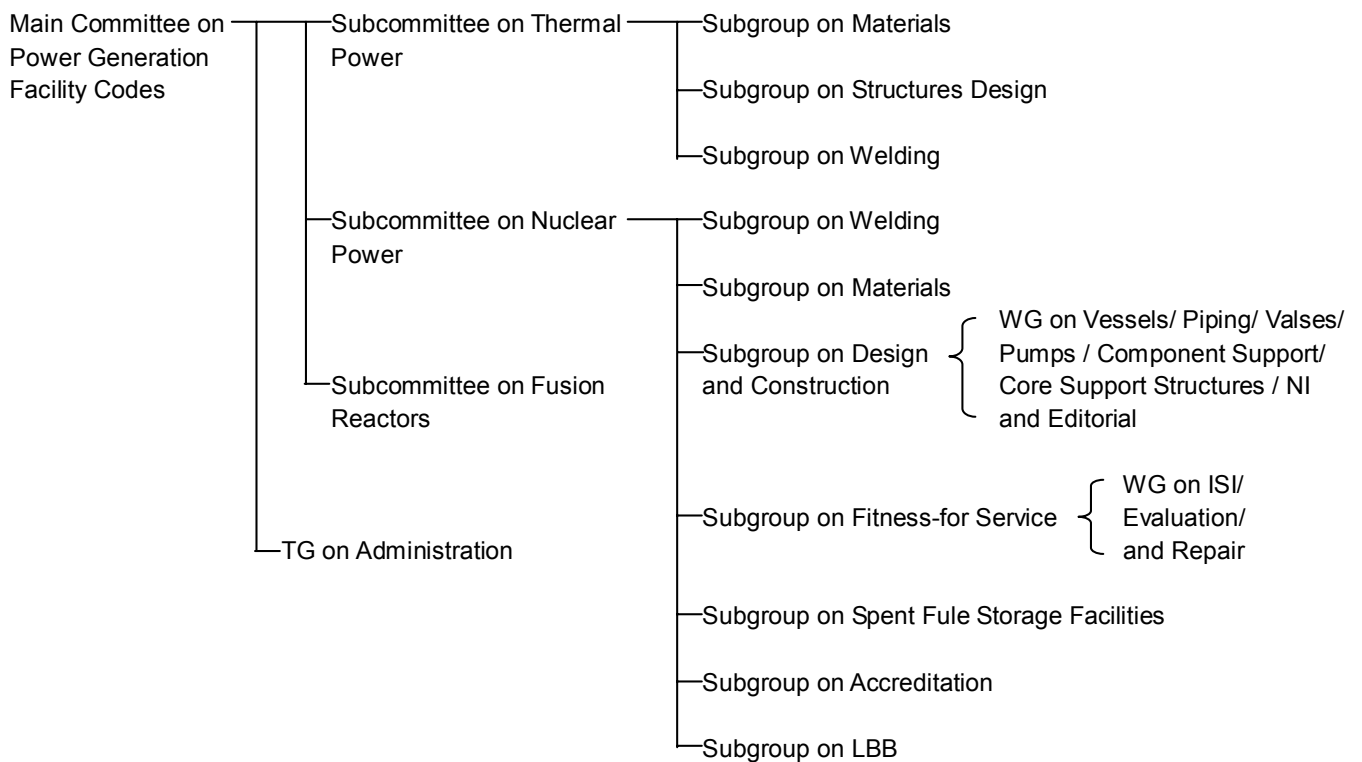 Main Committee on
Power Generation
Facility Codes
Subcommittee on Thermal
Power
Subgroup on Materials
Subgroup on Structures Design
Subgroup on Welding
Subcommittee on Nuclear
Power
Subgroup on Welding
Subgroup on Materials
Subgroup on Design
and Construction
WG on Vessels/ Piping/ Valses/
Pumps / Component Support/
Core Support Structures / NI
and Editorial
Subgroup on Fitness-for Service
WG on ISI/
Evaluation/
and Repair
Subgroup on Spent Fule Storage Facilities
Subgroup on Accreditation
Subgroup on LBB
Subcommittee on Fusion
Reactors
TG on Administration